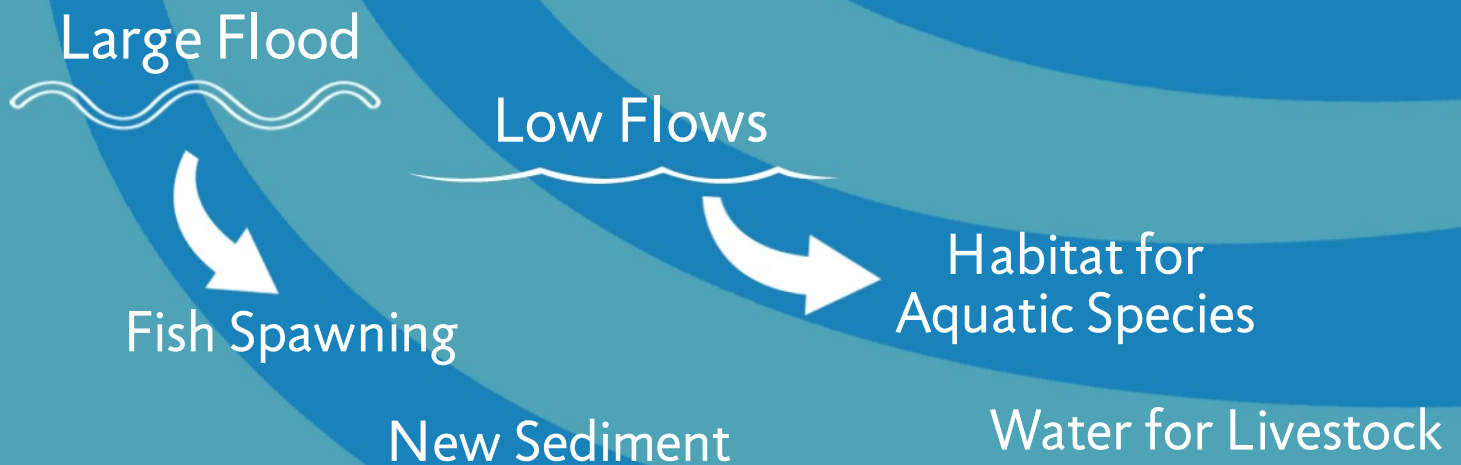 Large Flood
Low Flows
Fish Spawning
Habitat for
Aquatic Species
New Sediment
Water for Livestock